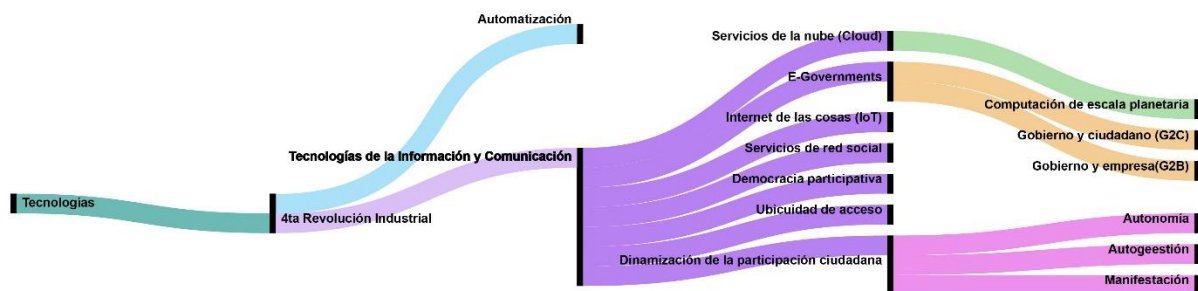 Tecnologías
4ta Revolución Industrial
Automatización
Tecnologías de la Información y Comunicación
Servicios de la nube (Cloud)
E-Governments
Internet de las cosas (IoT)
Servicios de red social
Democracia participativa
Ubicuidad de acceso
Dinamización de la participación ciudadana
Computación de escala planetaria
Gobierno y ciudadano (G2C)
Gobierno y empresa(G2B)
Autonomía
Autogeestión
Manifestación